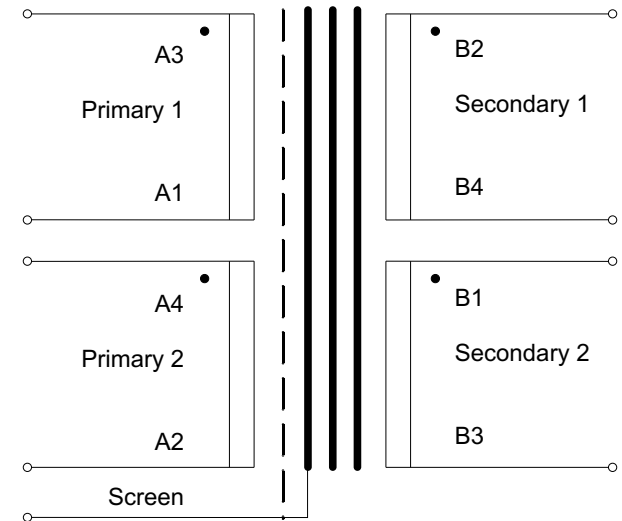 A3
Primary 1
A1
A4
Primary 2
A2
Screen
B2
Secondary 1
B4
B1
Secondary 2
B3